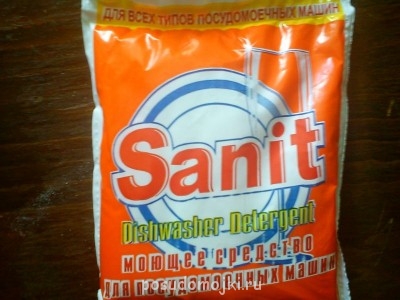 ДЛЯ ВСЕХ ТИПОВ ПОСУДОМОЕЧНЫХ МАШИН
Sanit
Dishwasher Detergent
МОЮЩЕЕ СРЕДСТВО
ДЛЯ ПОСУДОМОЕЧНЫХ МАШИН
posudomojki.ru